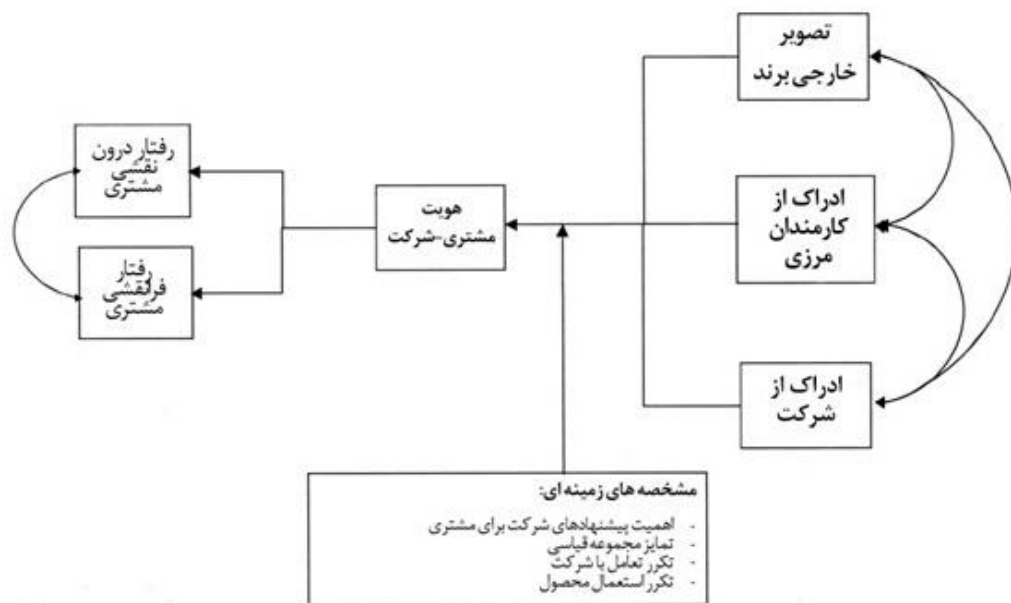 تصویر
خارجی برند
ادراک از
کارمندان
مرزی
ادراک از
شرکت
هویت
مشتری-شرکت
رفتار درون
نقشی
مشتری
رفتار
فرانقشی
مشتری
مشخصه های زمینه ای:
- اهمیت پیشنهادهای شرکت برای مشتری
- تمایز مجموعه قیاسی
- تکرر تعامل با شرکت
- تکرر استعمال محصول